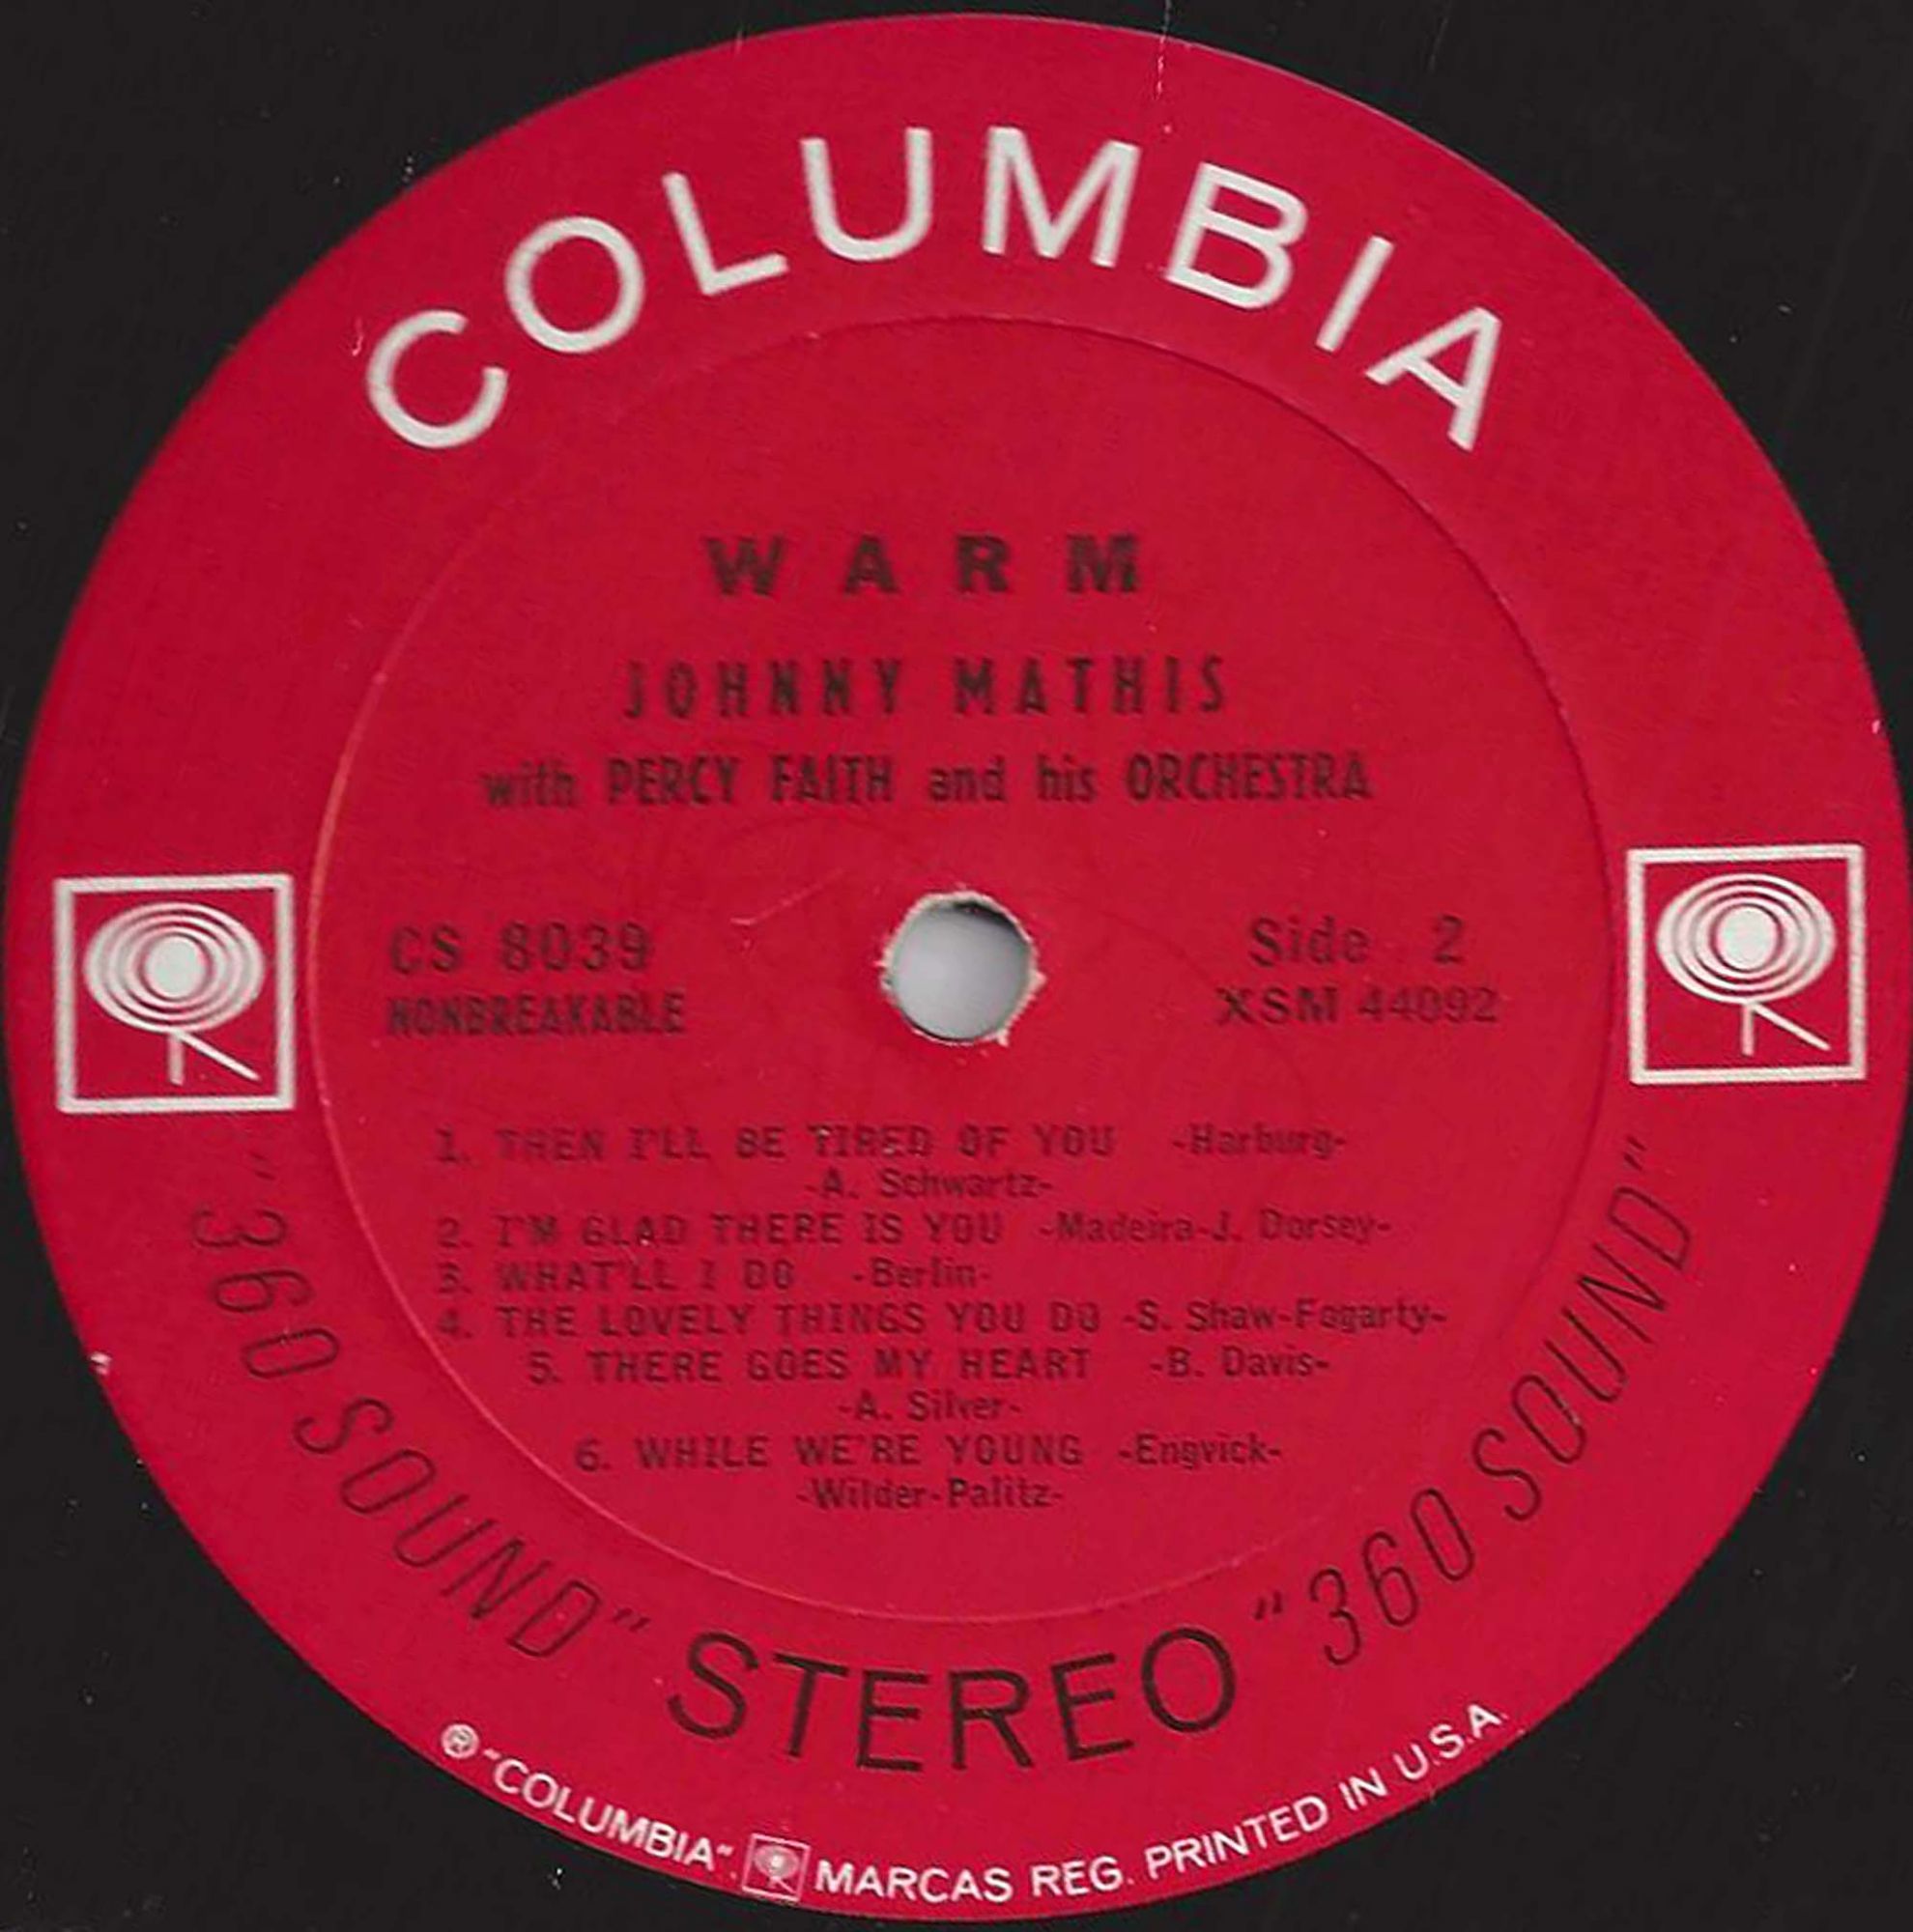 COLUMBIA
WARM
JOHNNY MATHIS
with PERCY FAITH and his ORCHESTRA
CS 8039
NONBREAKABLE
Side 2
XSM 44092
1. THEN I'LL BE TIRED OF YOU -Harburg-
-A. Schwartz-
2. I'M GLAD THERE IS YOU -Madeira-J. Dorsey-
3. WHAT'LL I DO -Berlin-
4. THE LOVELY THINGS YOU DO -S. Shaw-Fogarty-
5. THERE GOES MY HEART -B. Davis-
-A. Silver-
6. WHILE WE'RE YOUNG -Engvick-
-Wilder-Palitz-
"360 SOUND" STEREO "360 SOUND"
® "COLUMBIA". MARCAS REG. PRINTED IN U.S.A.